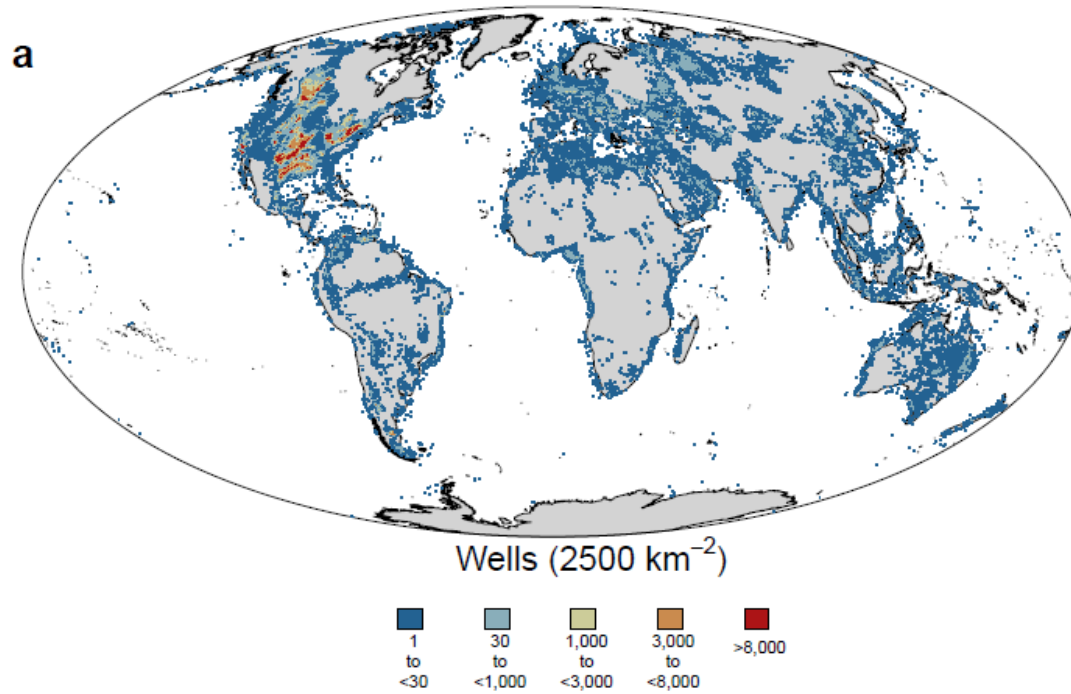 a
Wells (2500 km⁻²)
1 to <30
30 to <1,000
1,000 to <3,000
3,000 to <8,000
>8,000